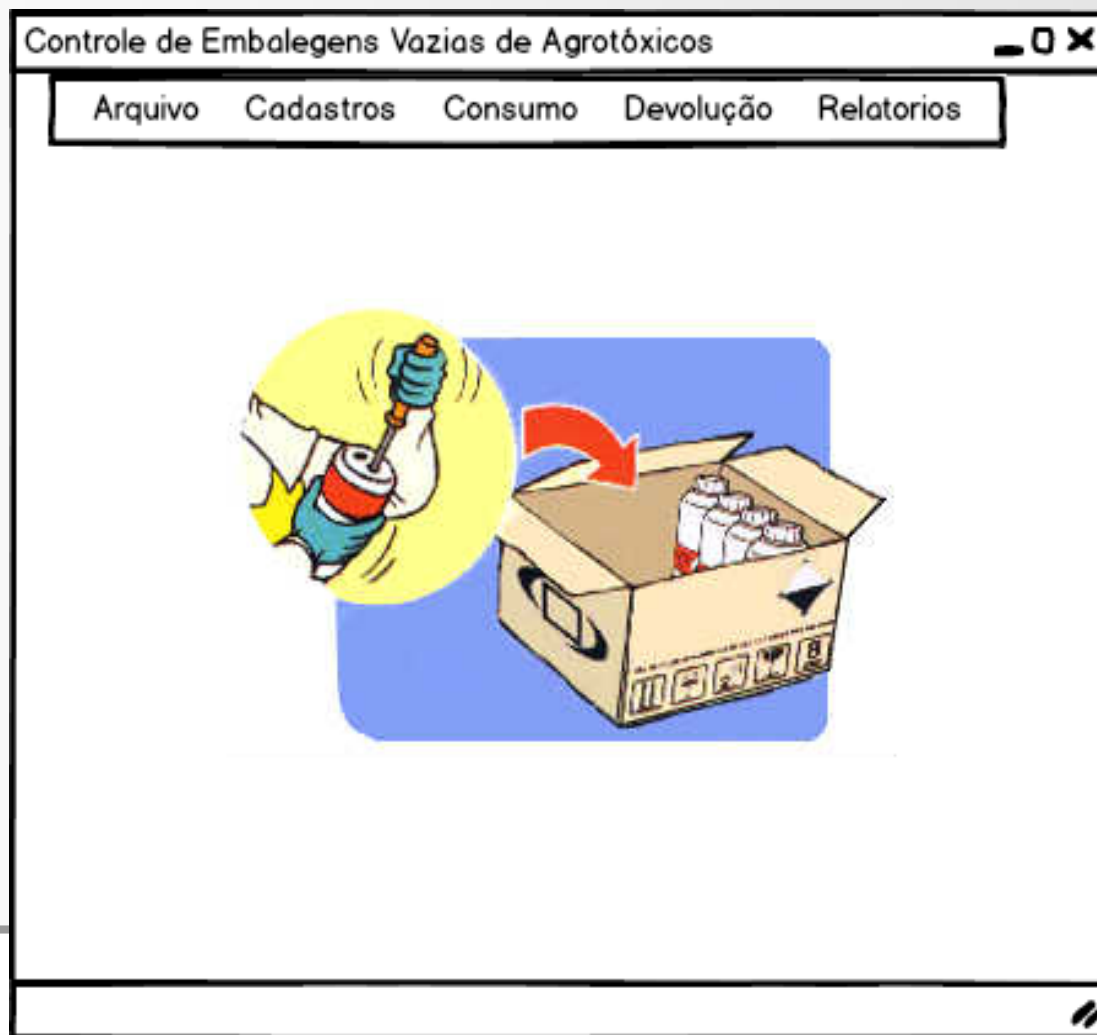 Controle de Embalegens Vazias de Agrotóxicos
Arquivo Cadastros Consumo Devolução Relatorios